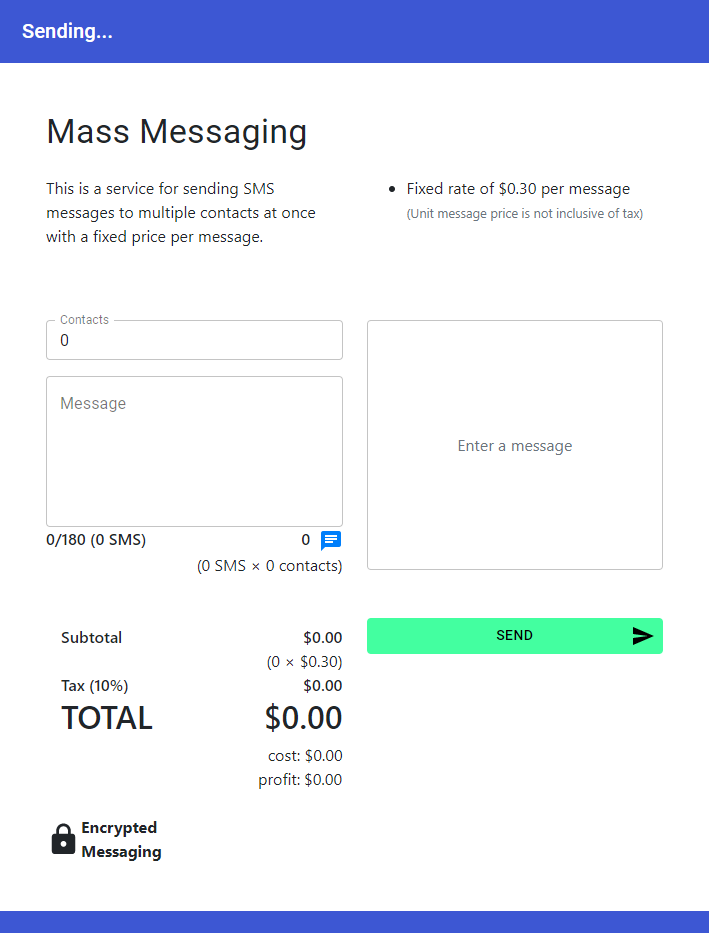 Sending...
Mass Messaging
This is a service for sending SMS
messages to multiple contacts at once
with a fixed price per message.
• Fixed rate of $0.30 per message
(Unit message price is not inclusive of tax)
Contacts
0
Message
0/180 (0 SMS) 0
(0 SMS × 0 contacts)
Enter a message
Subtotal $0.00
(0 × $0.30)
Tax (10%) $0.00
TOTAL $0.00
cost: $0.00
profit: $0.00
SEND
Encrypted
Messaging